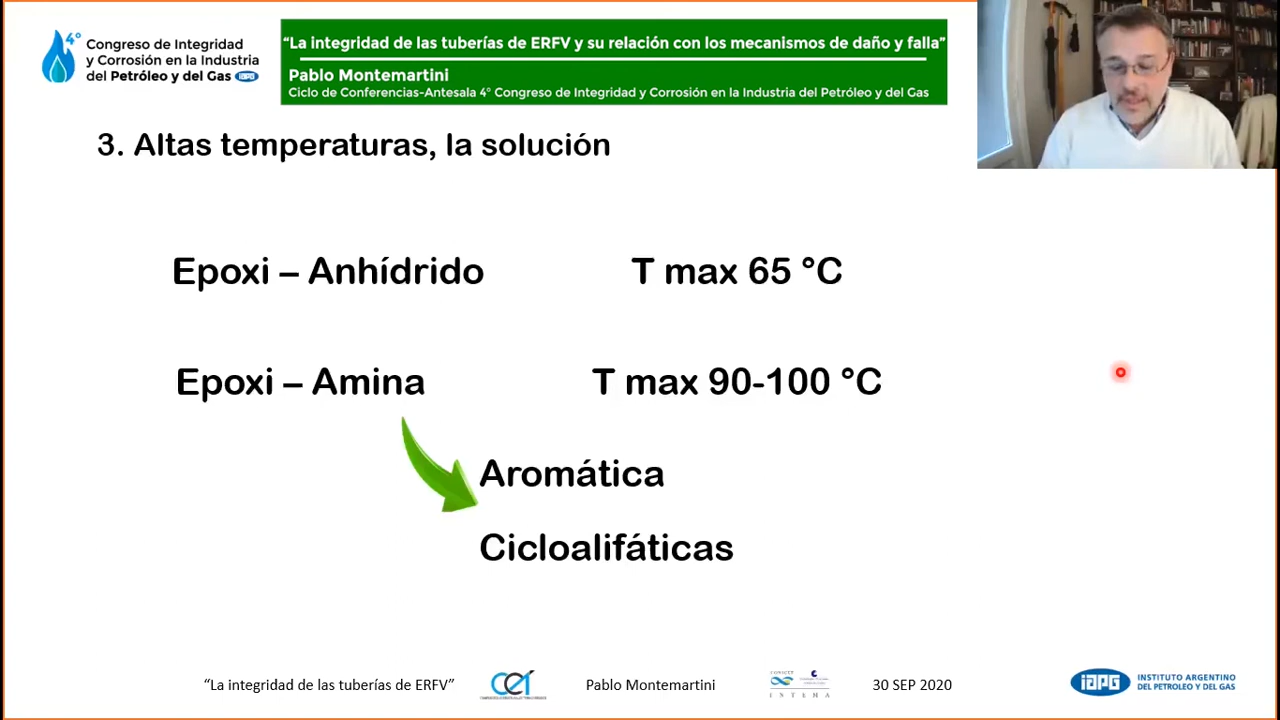 4° Congreso de Integridad
y Corrosión en la Industria
del Petróleo y del Gas iapg
“La integridad de las tuberías de ERFV y su relación con los mecanismos de daño y falla”
Pablo Montemartini
Ciclo de Conferencias-Antesala 4° Congreso de Integridad y Corrosión en la Industria del Petróleo y del Gas
3. Altas temperaturas, la solución
Epoxi – Anhídrido T max 65 °C
Epoxi – Amina T max 90-100 °C
Aromática
Cicloalifáticas
“La integridad de las tuberías de ERFV”
Pablo Montemartini
CONICET
INTEMA
30 SEP 2020
iapg INSTITUTO ARGENTINO
DEL PETROLEO Y DEL GAS